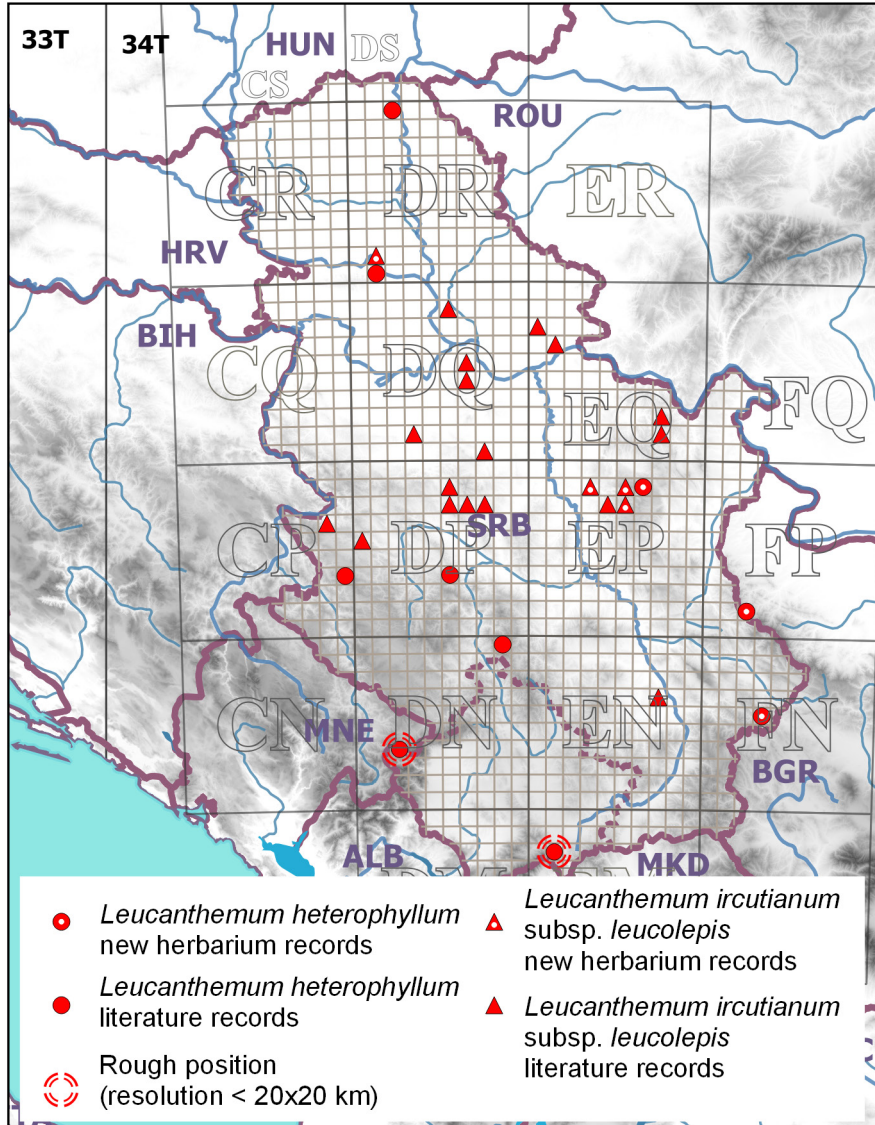 33T
34T
HUN
DS
CS
ROU
CR
DR
ER
HRV
BIH
CQ
DQ
EQ
FQ
CP
DP
SRB
EP
FP
CN
MNE
DN
EN
FN
BGR
ALB
MKD
Leucanthemum heterophyllum
new herbarium records
Leucanthemum heterophyllum
literature records
Rough position
(resolution < 20x20 km)
Leucanthemum ircutianum
subsp. leucolepis
new herbarium records
Leucanthemum ircutianum
subsp. leucolepis
literature records